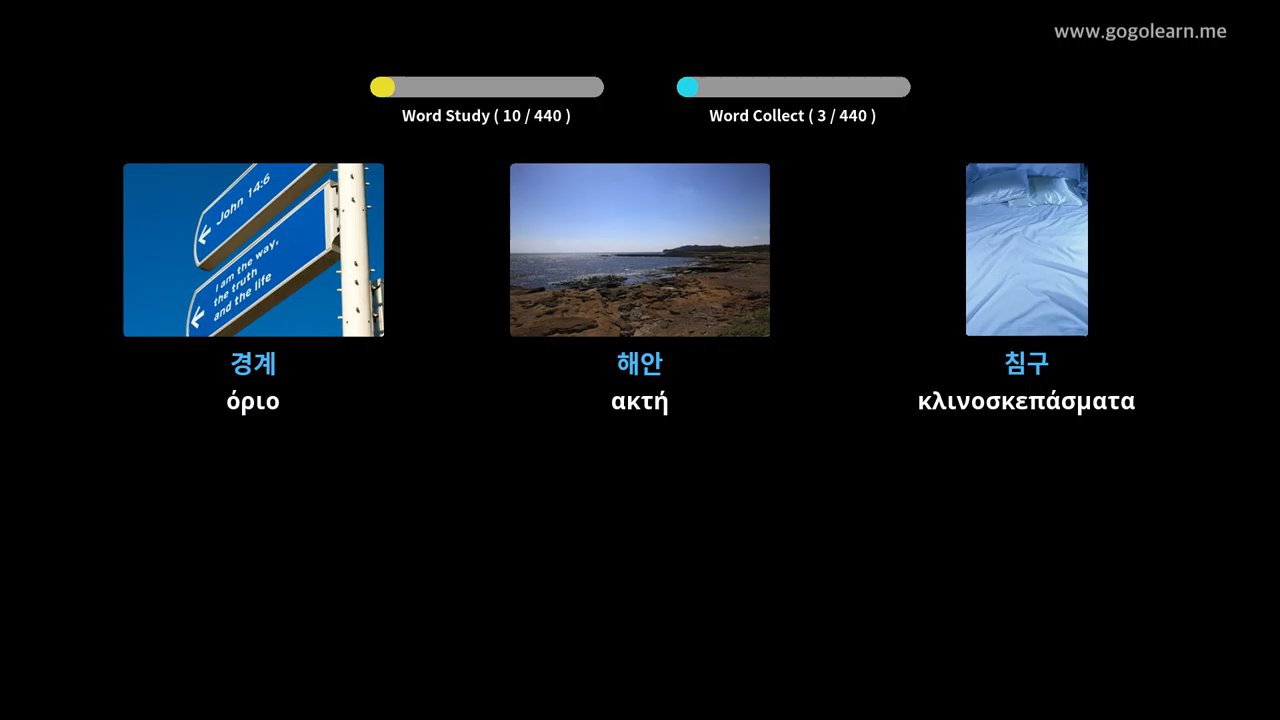 www.gogolearn.me
Word Study ( 10 / 440 )
Word Collect ( 3 / 440 )
John 14:6
I am the way,
the truth
and the life
경계
해안
침구
όριο
ακτή
κλινοσκεπάσματα